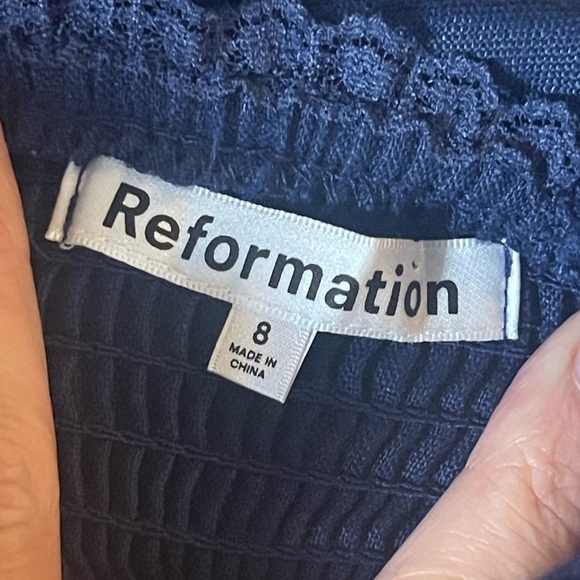 Reformation
8
MADE IN
CHINA